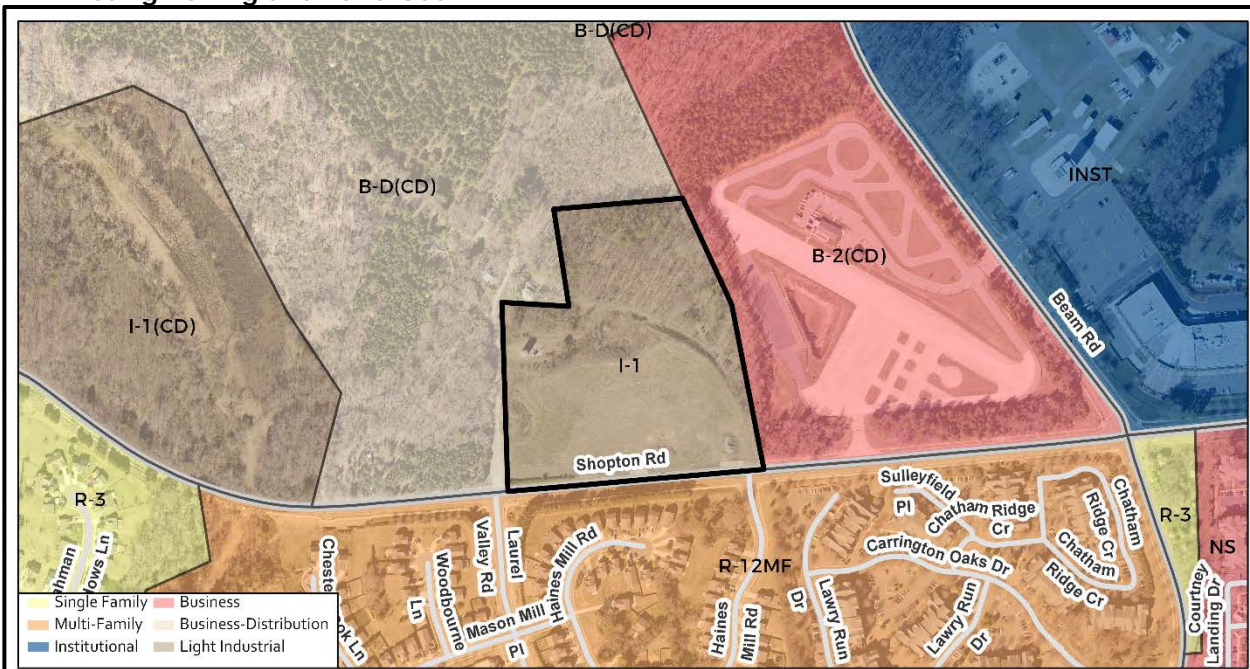 B-D(CD)
B-D(CD)
INST
B-2(CD)
I-1(CD)
I-1
Beam Rd
Shopton Rd
R-3
Sulleyfield
Pl
Chatham Ridge
Cr
Chatham
Ridge Cr
Chatham
Ridge Cr
Carrington Oaks Dr
R-3
NS
R-12MF
Valley Rd
Laurel
Haines Mill Rd
Woodbourne
Ln
Mason Mill
Pl
Haines
Mill Rd
Lawry Run
Dr
Lawry Run
Dr
Courtney
Landing Dr
Single Family
Business
Multi-Family
Business-Distribution
Institutional
Light Industrial